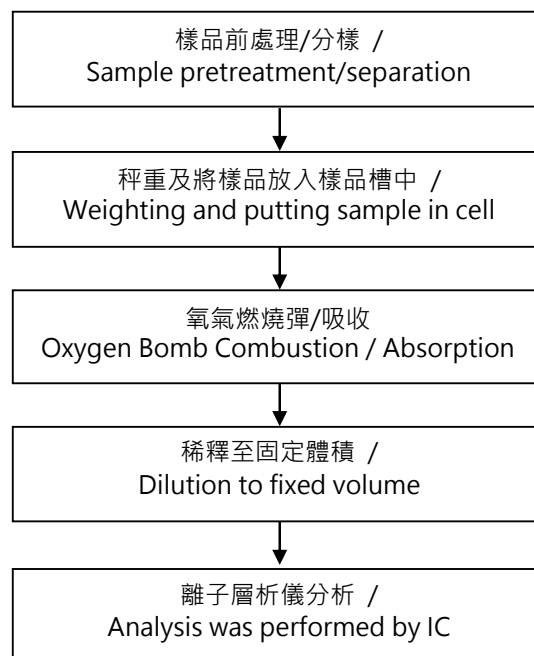 樣品前處理/分樣 /
Sample pretreatment/separation
秤重及將樣品放入樣品槽中 /
Weighting and putting sample in cell
氧氣燃燒彈/吸收
Oxygen Bomb Combustion / Absorption
稀釋至固定體積 /
Dilution to fixed volume
離子層析儀分析 /
Analysis was performed by IC